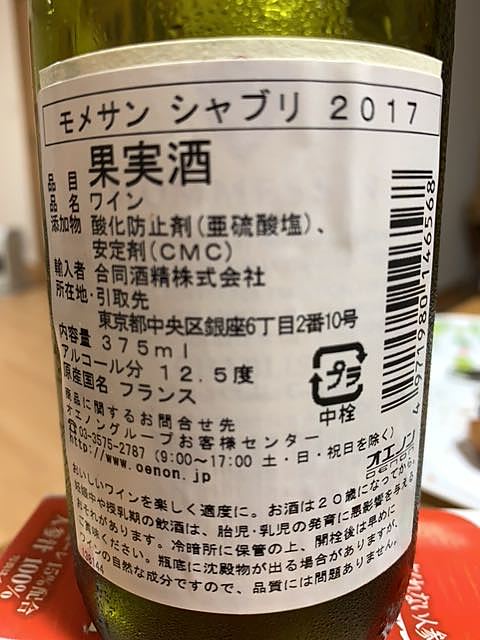 モメサン シャブリ 2017
品 目 果実酒
品 名 ワイン
添加物 酸化防止剤(亜硫酸塩)、
安定剤(CMC)
輸入者 合同酒精株式会社
所在地・引取先
東京都中央区銀座6丁目2番10号
内容量 375ml
アルコール分 12.5度
原産国名 フランス
プラ
中栓
商品に関するお問合せ先
オエノングループお客様センター
☎03-3575-2787 (9:00〜17:00 土・日・祝日を除く)
http://www.oenon.jp
オエノン
4 971980 146568
おいしいワインを楽しく適度に。お酒は20歳になってから。
妊娠中や授乳期の飲酒は、胎児・乳児の発育に悪影響を与える
おそれがあります。冷暗所に保管の上、開栓後は早めに
ご賞味ください。瓶底に沈殿物が出る場合がありますが、
ワインの自然な成分ですので、品質には問題ありません。
100%